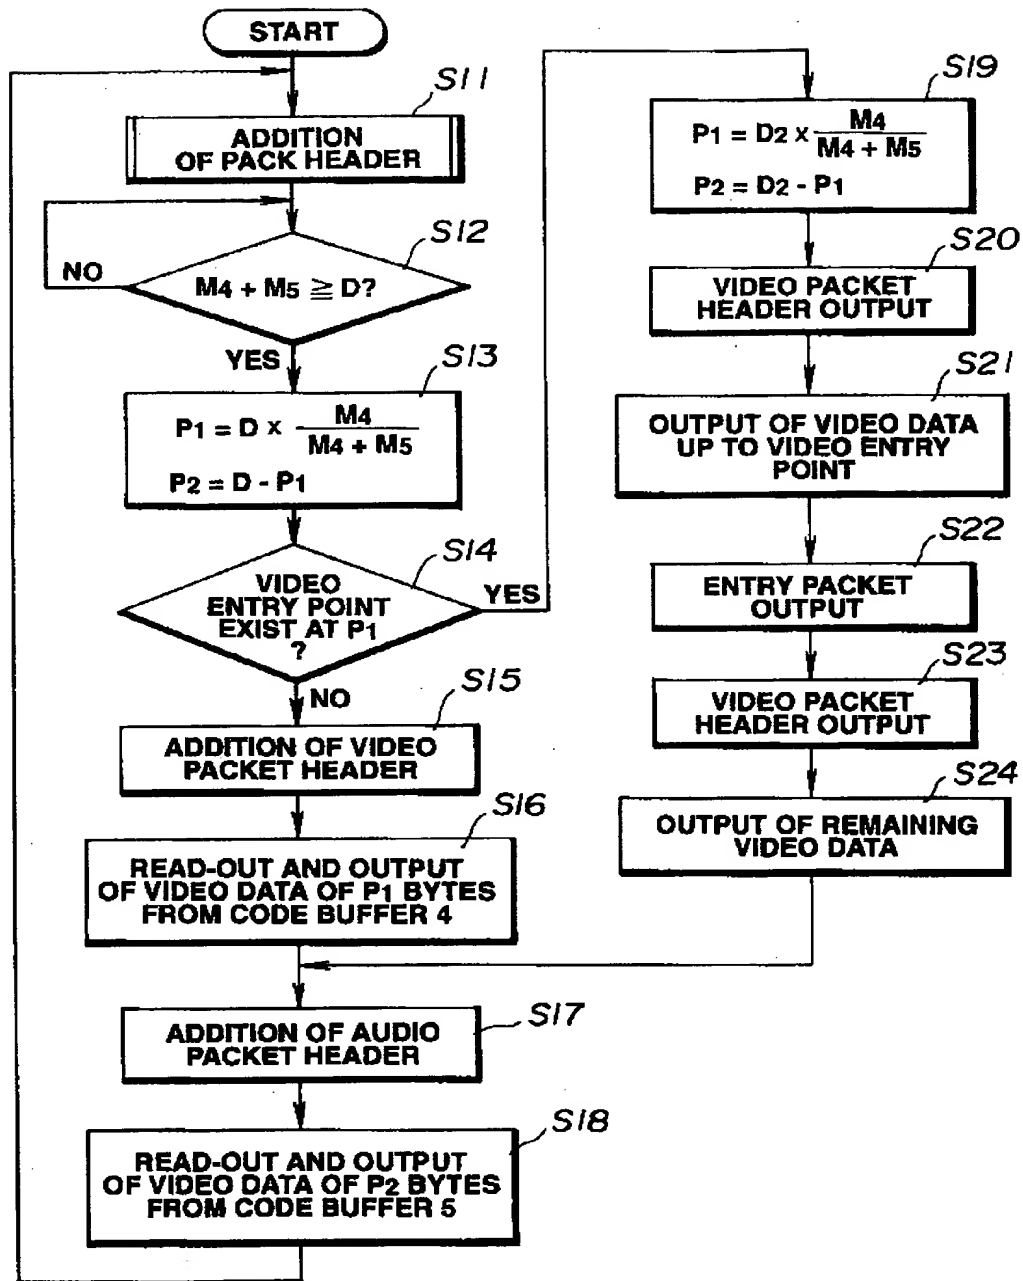 START
S11
ADDITION
OF PACK HEADER
S12
NO
M4 + M5 ≧ D?
YES
S13
P1 = D x M4 / M4 + M5
P2 = D - P1
S14
VIDEO
ENTRY POINT
EXIST AT P1
?
YES
NO
S15
ADDITION OF VIDEO
PACKET HEADER
S16
READ-OUT AND OUTPUT
OF VIDEO DATA OF P1 BYTES
FROM CODE BUFFER 4
S17
ADDITION OF AUDIO
PACKET HEADER
S18
READ-OUT AND OUTPUT
OF VIDEO DATA OF P2 BYTES
FROM CODE BUFFER 5
S19
P1 = D2 x M4 / M4 + M5
P2 = D2 - P1
S20
VIDEO PACKET
HEADER OUTPUT
S21
OUTPUT OF VIDEO DATA
UP TO VIDEO ENTRY
POINT
S22
ENTRY PACKET
OUTPUT
S23
VIDEO PACKET
HEADER OUTPUT
S24
OUTPUT OF REMAINING
VIDEO DATA